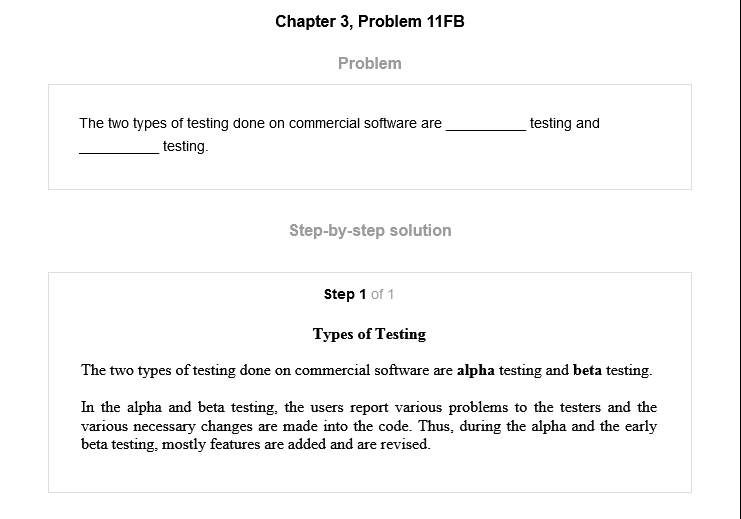 Chapter 3, Problem 11FB
Problem
The two types of testing done on commercial software are __________ testing and
__________ testing.
Step-by-step solution
Step 1 of 1
Types of Testing
The two types of testing done on commercial software are alpha testing and beta testing.
In the alpha and beta testing, the users report various problems to the testers and the
various necessary changes are made into the code. Thus, during the alpha and the early
beta testing, mostly features are added and are revised.